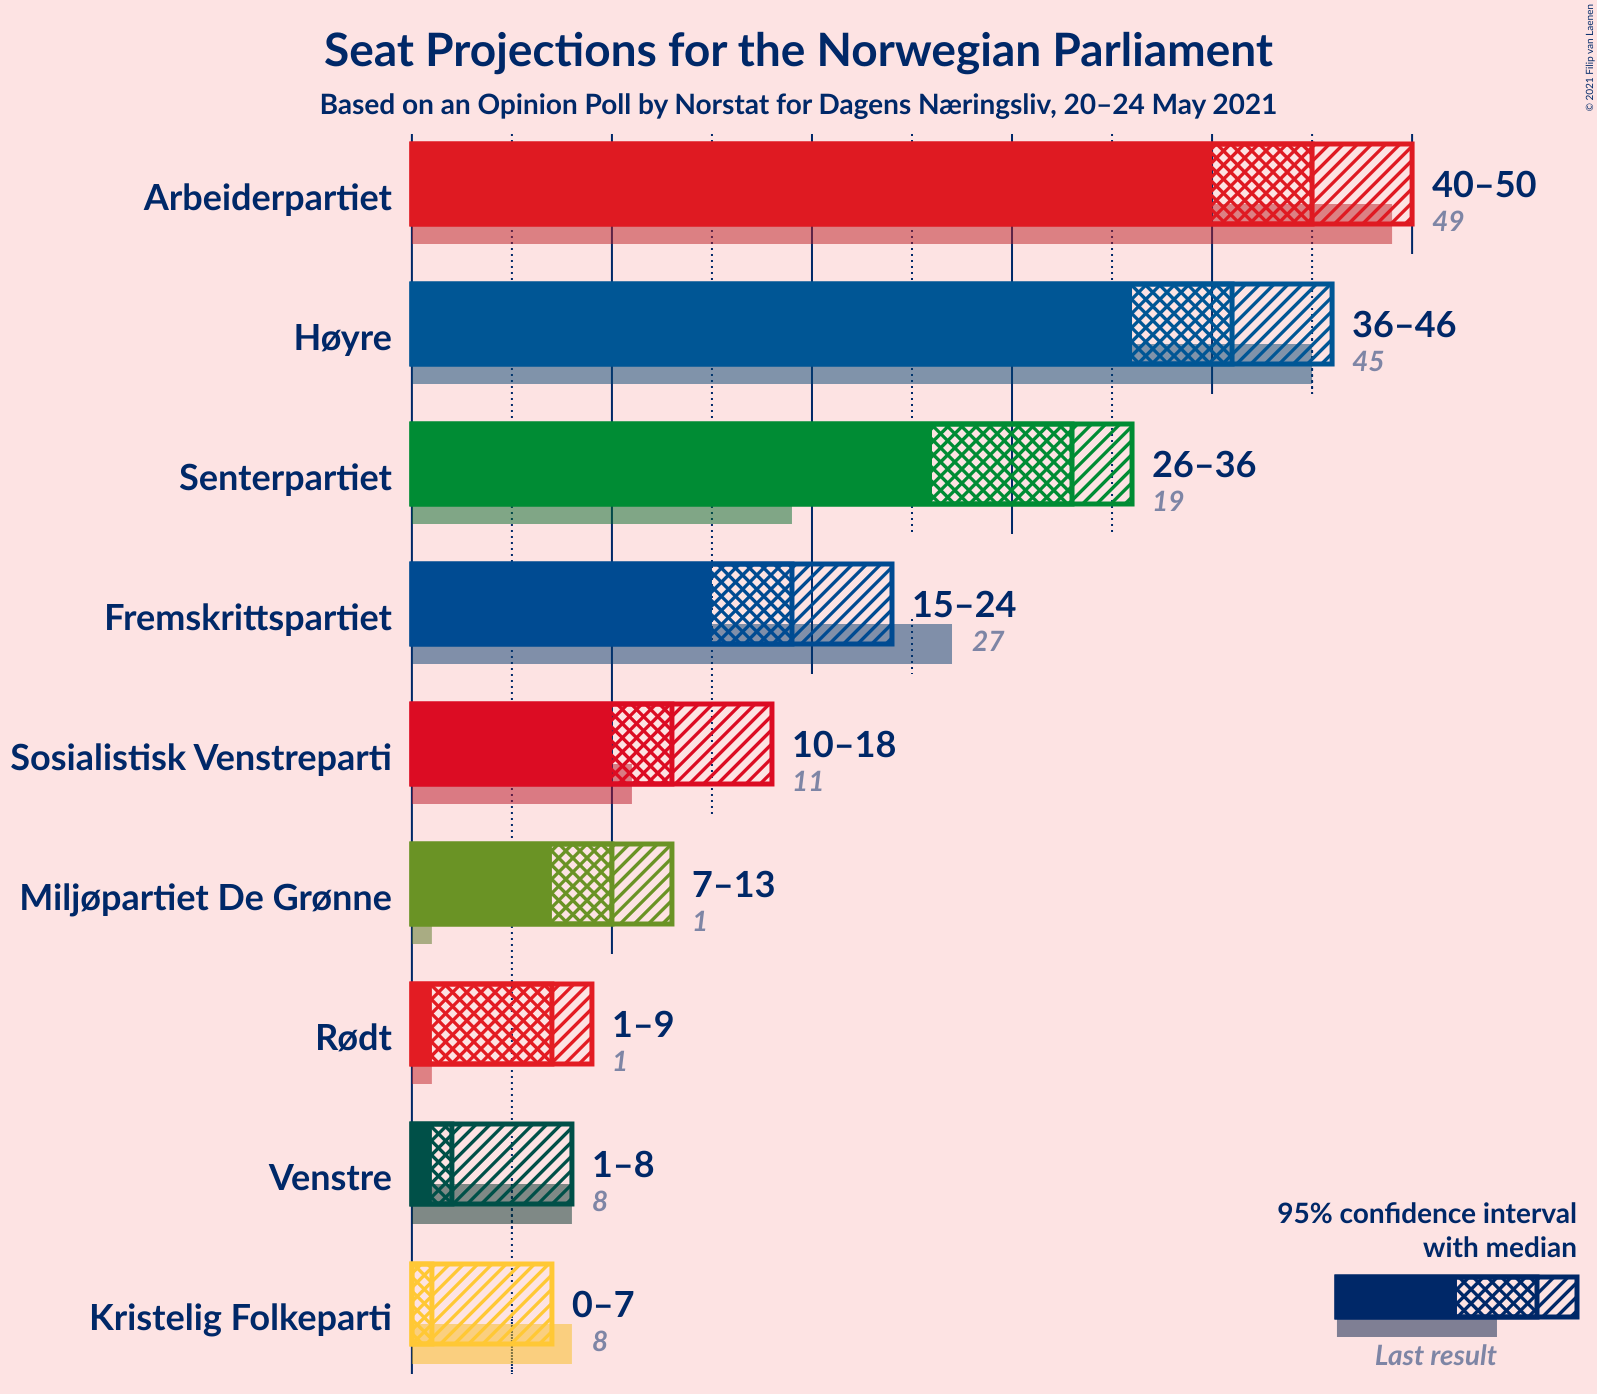 Seat Projections for the Norwegian Parliament
Based on an Opinion Poll by Norstat for Dagens Næringsliv, 20–24 May 2021
© 2021 Filip van Laenen
Arbeiderpartiet
40–50
49
Høyre
36–46
45
Senterpartiet
26–36
19
Fremskrittspartiet
15–24
27
Sosialistisk Venstreparti
10–18
11
Miljøpartiet De Grønne
7–13
1
Rødt
1–9
1
Venstre
1–8
8
Kristelig Folkeparti
0–7
8
95% confidence interval
with median
Last result